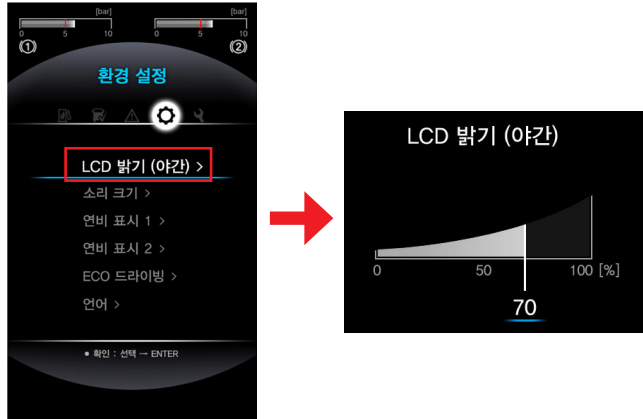 [bar] [bar]
0 5 10 0 5 10
(1) (2)
환경 설정
LCD 밝기 (야간) >
소리 크기 >
연비 표시 1 >
연비 표시 2 >
ECO 드라이빙 >
언어 >
• 확인 : 선택 → ENTER
LCD 밝기 (야간)
0 50 100 [%]
70